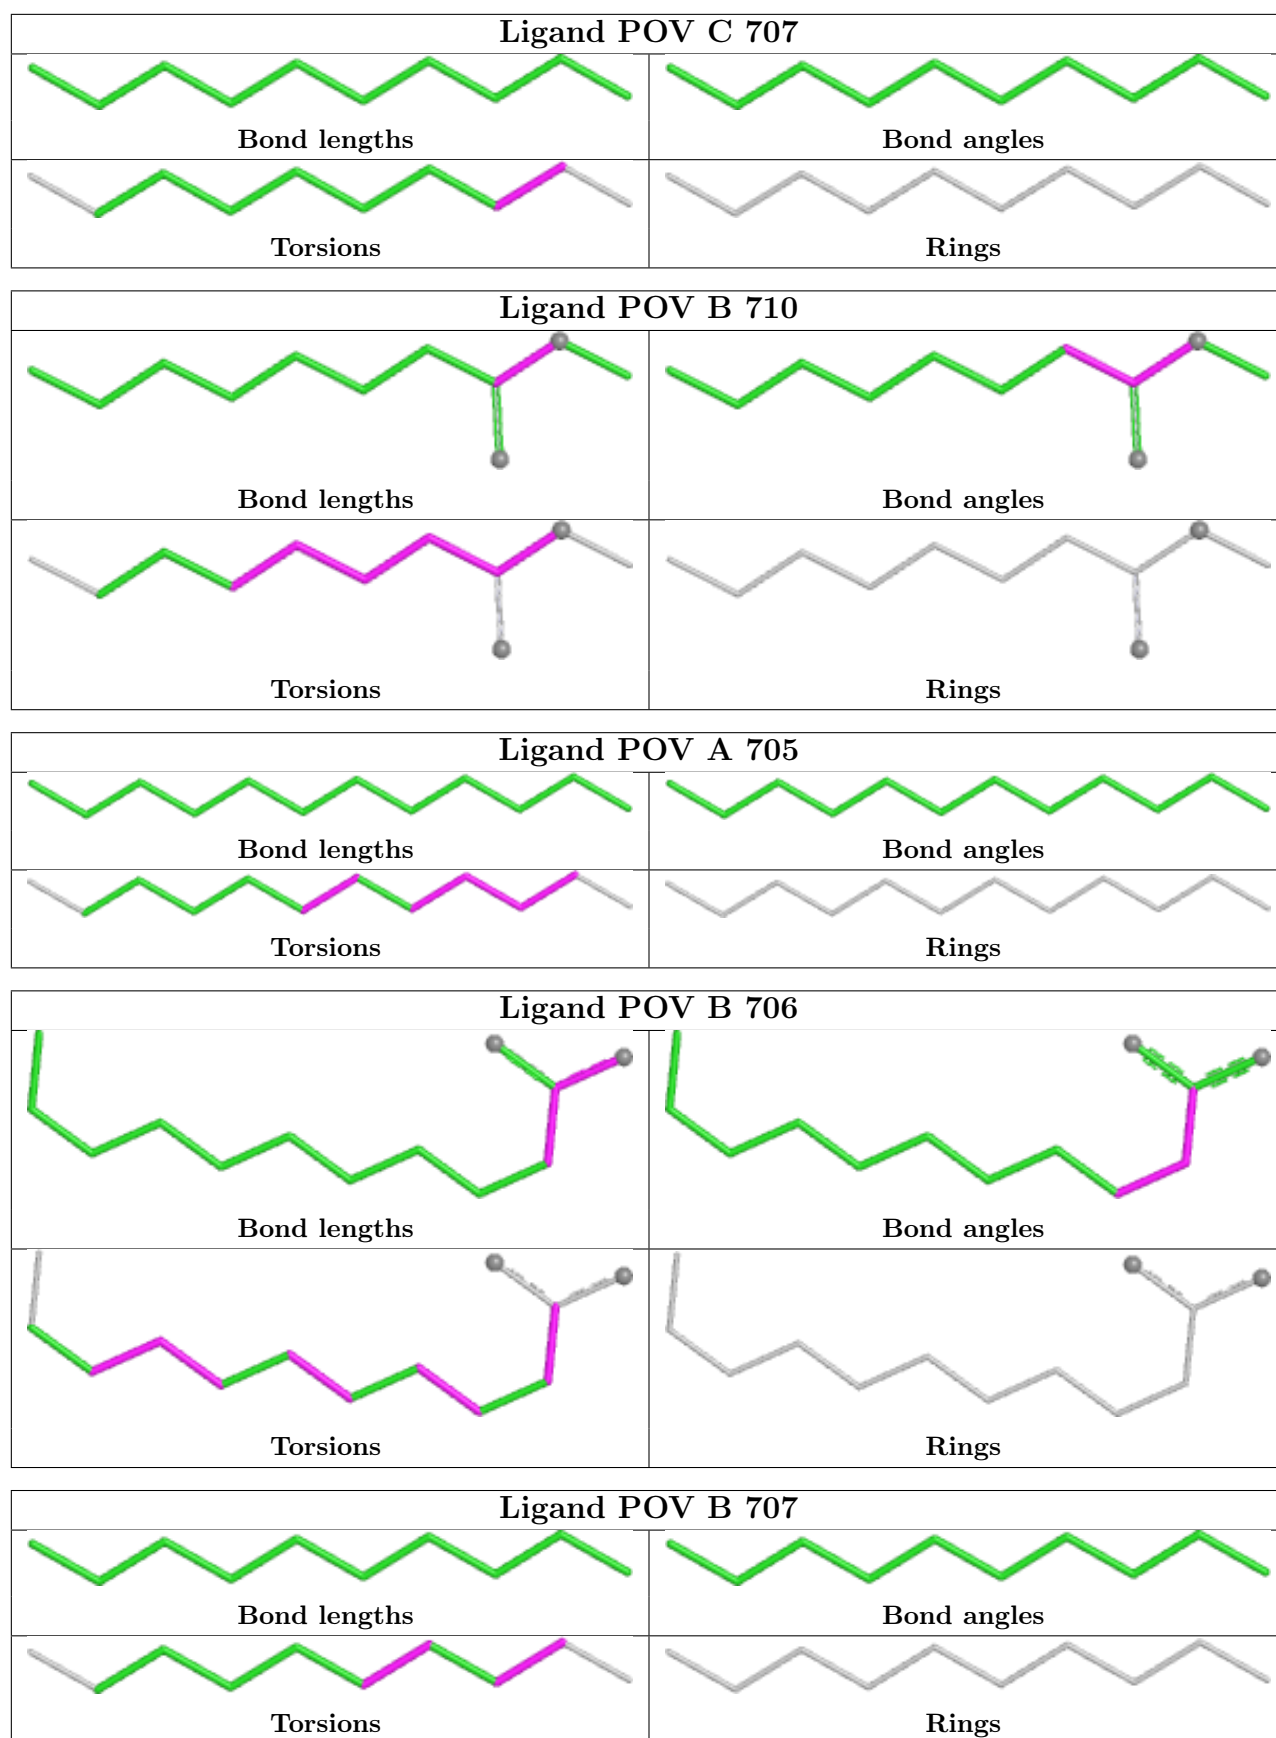 Ligand POV C 707
Bond lengths
Bond angles
Torsions
Rings
Ligand POV B 710
Bond lengths
Bond angles
Torsions
Rings
Ligand POV A 705
Bond lengths
Bond angles
Torsions
Rings
Ligand POV B 706
Bond lengths
Bond angles
Torsions
Rings
Ligand POV B 707
Bond lengths
Bond angles
Torsions
Rings